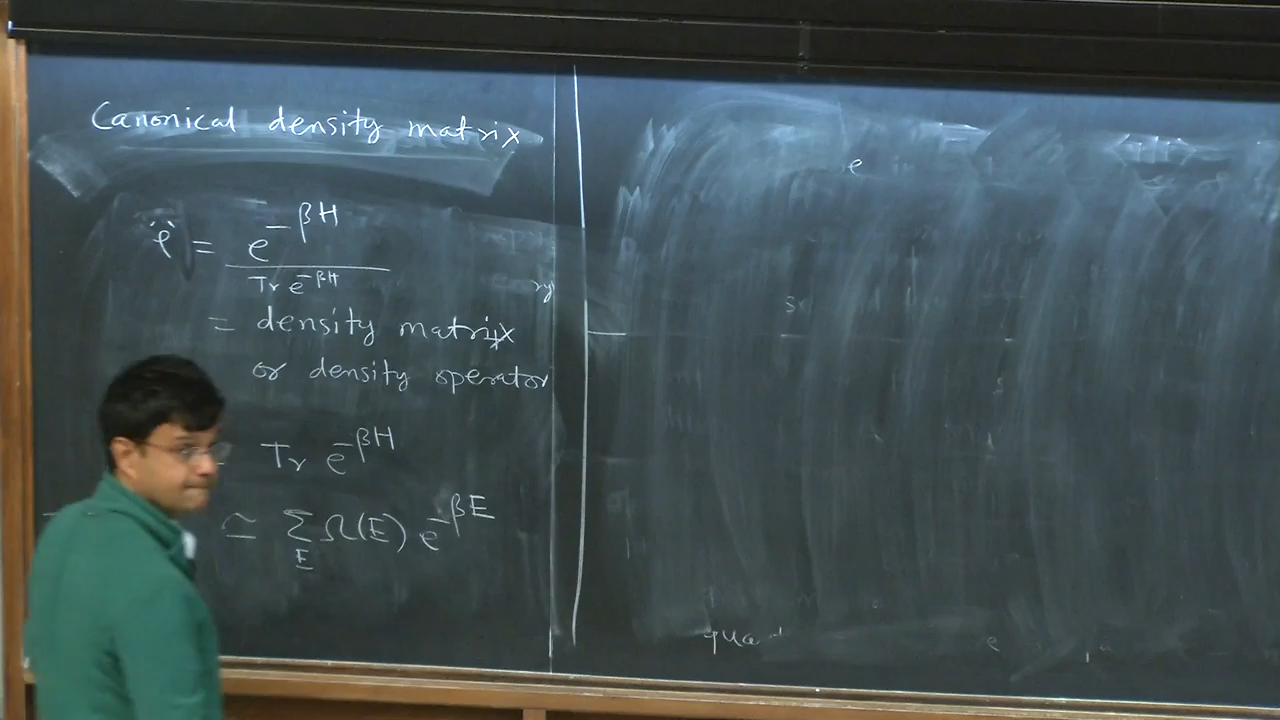 Canonical density matrix
ρ̂ = e^{-βH} / Tr e^{-βH}
= density matrix
or density operator
Tr e^{-βH}
≃ Σ_E Ω(E) e^{-βE}
e